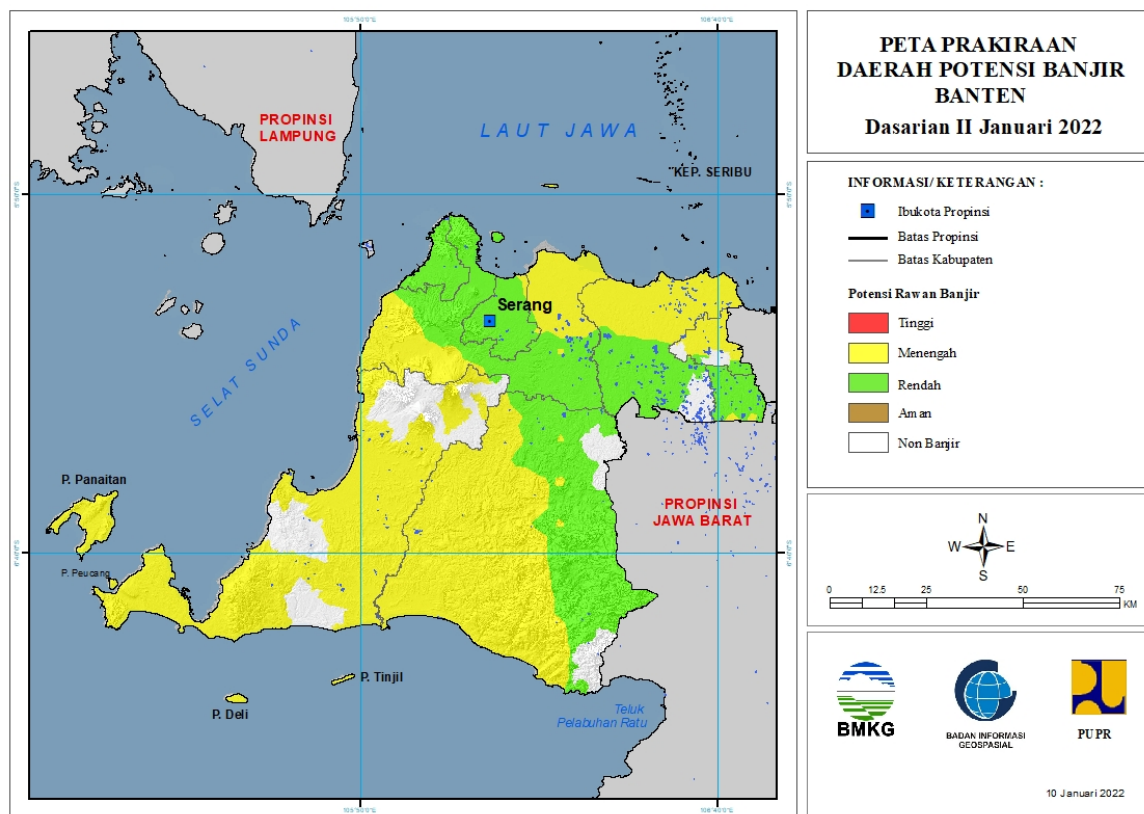 PETA PRAKIRAAN
DAERAH POTENSI BANJIR
BANTEN
Dasarian II Januari 2022
INFORMASI/KETERANGAN :
Ibukota Propinsi
Batas Propinsi
Batas Kabupaten
Potensi Rawan Banjir
Tinggi
Menengah
Rendah
Aman
Non Banjir
N
W E
S
0 12.5 25 50 75
KM
BMKG
BADAN INFORMASI
GEOSPASIAL
PUPR
10 Januari 2022
PROPINSI
LAMPUNG
LAUT JAWA
KEP. SERIBU
Serang
SELAT SUNDA
P. Panaitan
P. Peucang
PROPINSI
JAWA BARAT
P. Tinjil
P. Deli
Teluk
Pelabuhan Ratu